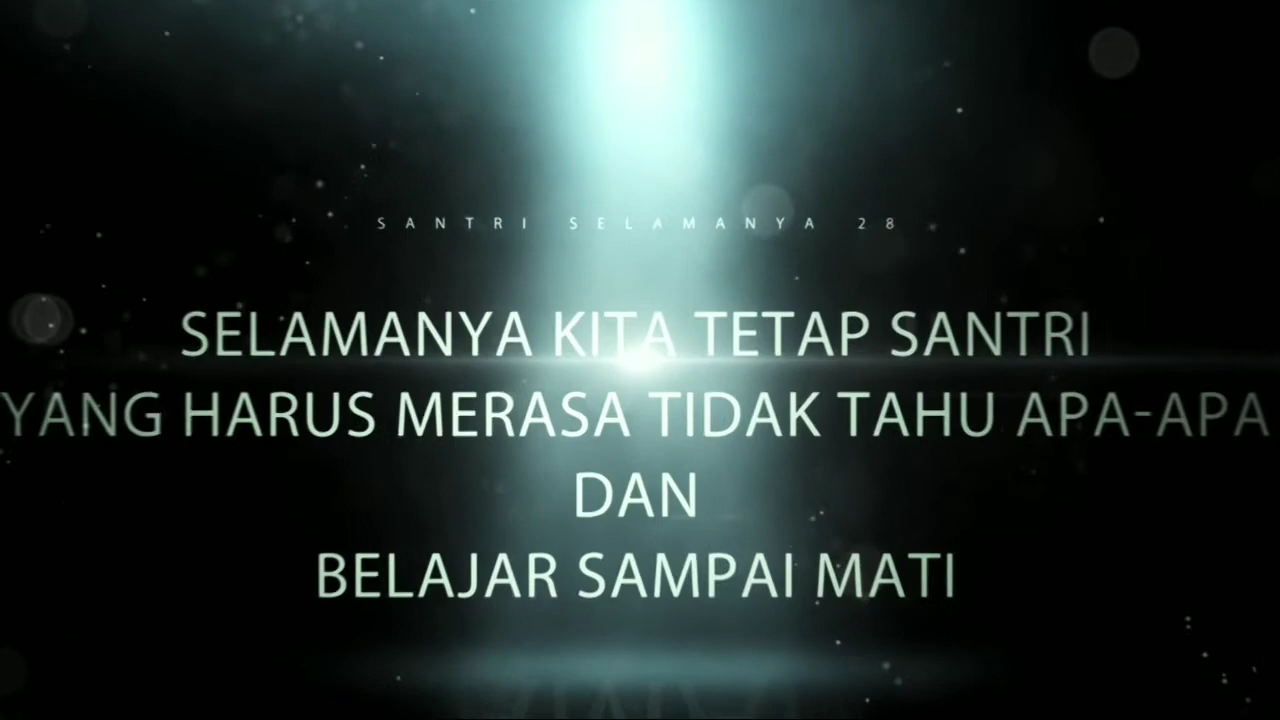 SANTRI SELAMANYA 28
SELAMANYA KITA TETAP SANTRI
YANG HARUS MERASA TIDAK TAHU APA-APA
DAN
BELAJAR SAMPAI MATI